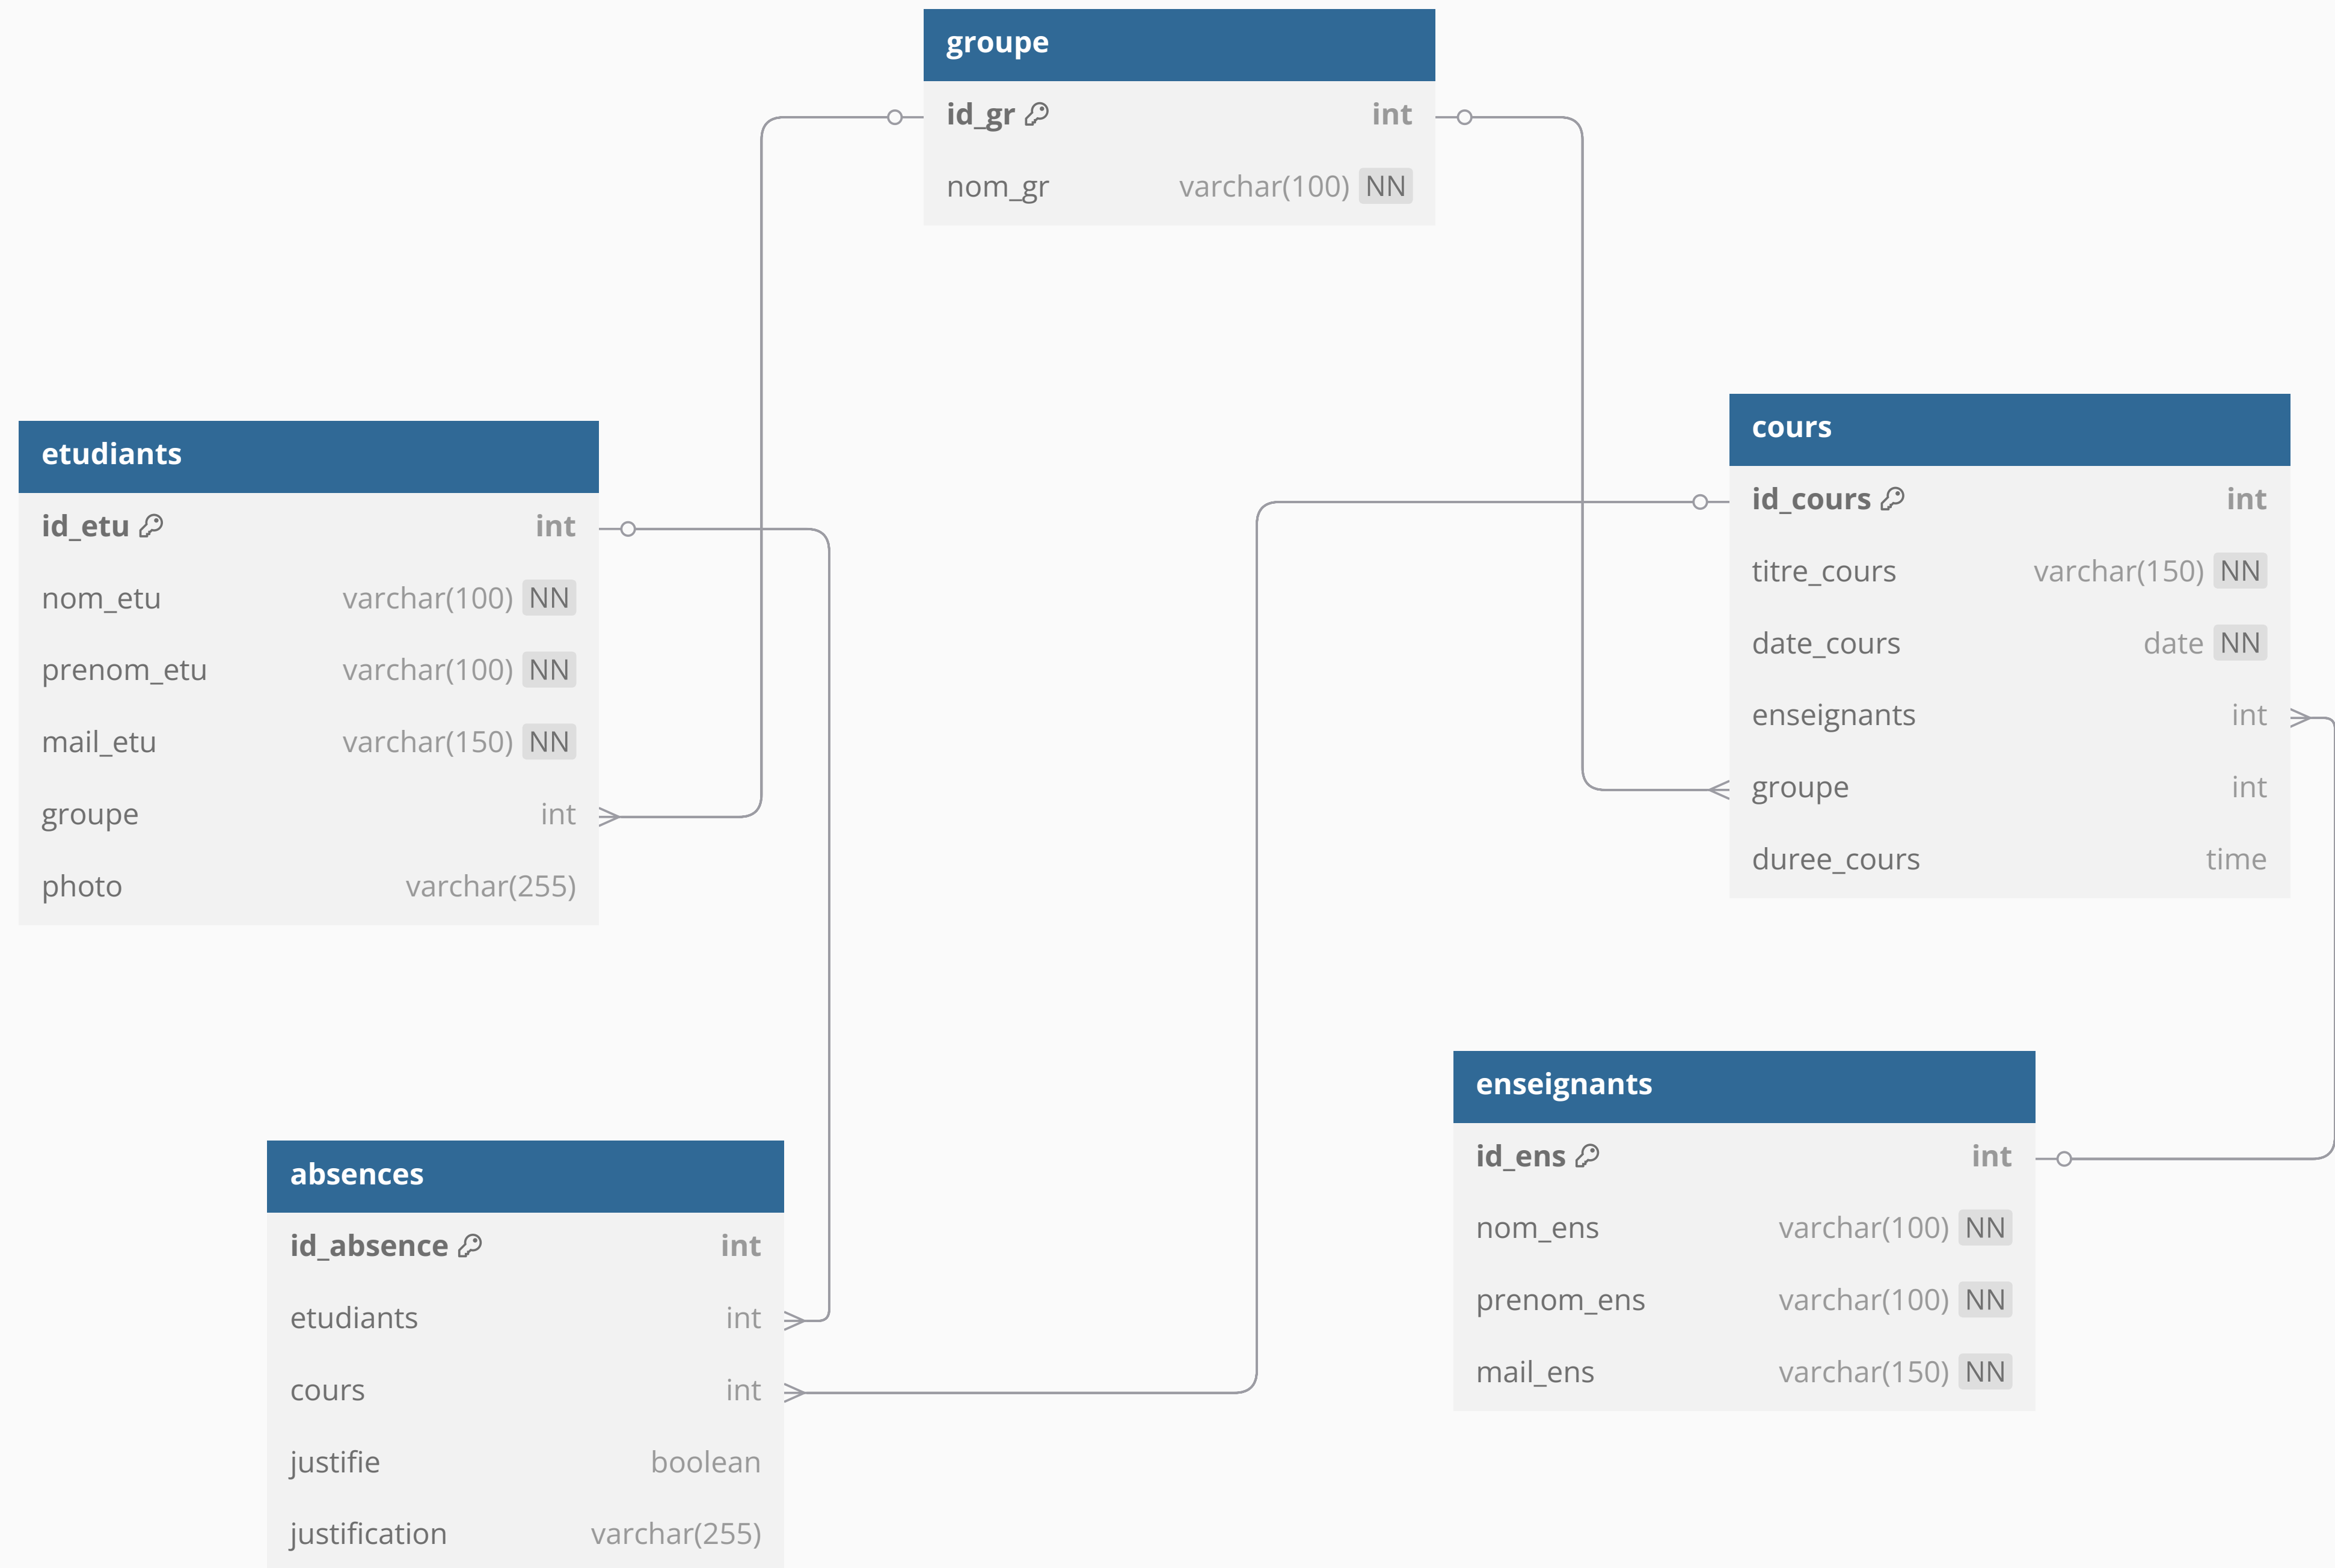 groupe
id_gr int
nom_gr varchar(100) NN
etudiants
id_etu int
nom_etu varchar(100) NN
prenom_etu varchar(100) NN
mail_etu varchar(150) NN
groupe int
photo varchar(255)
cours
id_cours int
titre_cours varchar(150) NN
date_cours date NN
enseignants int
groupe int
duree_cours time
absences
id_absence int
etudiants int
cours int
justifie boolean
justification varchar(255)
enseignants
id_ens int
nom_ens varchar(100) NN
prenom_ens varchar(100) NN
mail_ens varchar(150) NN